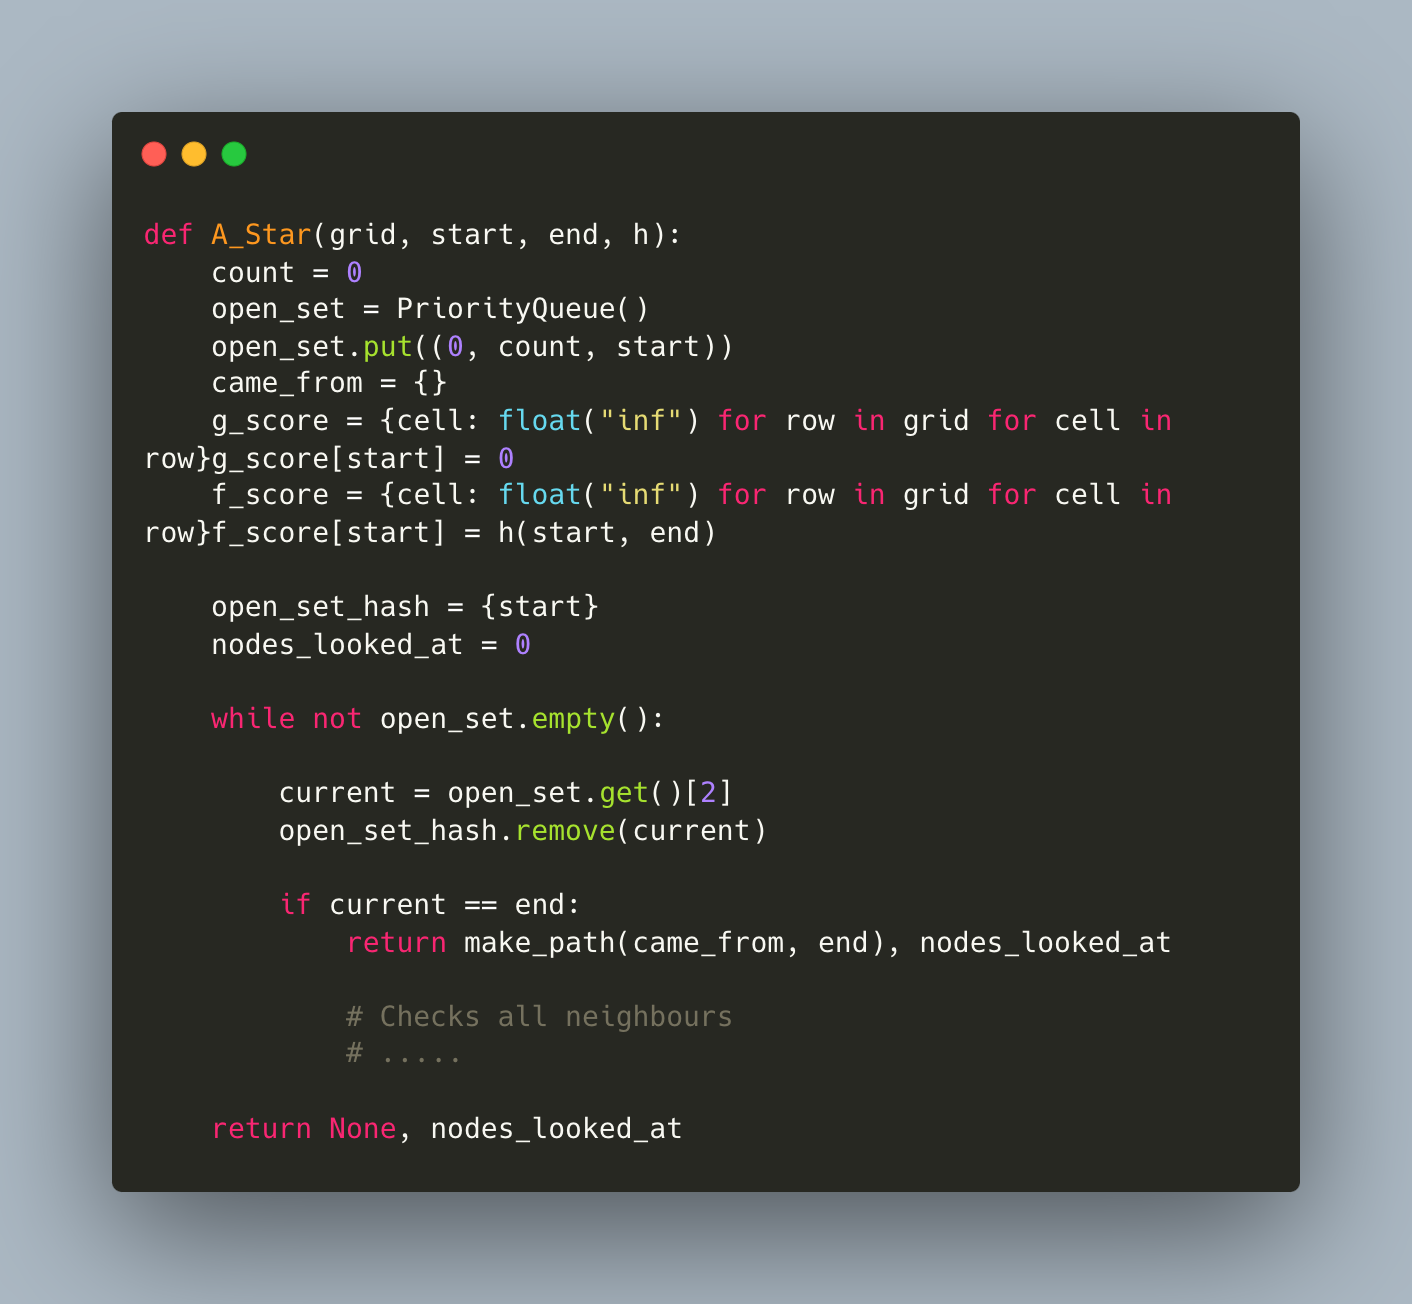 def A_Star(grid, start, end, h):
    count = 0
    open_set = PriorityQueue()
    open_set.put((0, count, start))
    came_from = {}
    g_score = {cell: float("inf") for row in grid for cell in
row}g_score[start] = 0
    f_score = {cell: float("inf") for row in grid for cell in
row}f_score[start] = h(start, end)

    open_set_hash = {start}
    nodes_looked_at = 0

    while not open_set.empty():

        current = open_set.get()[2]
        open_set_hash.remove(current)

        if current == end:
            return make_path(came_from, end), nodes_looked_at

            # Checks all neighbours
            # .....

    return None, nodes_looked_at